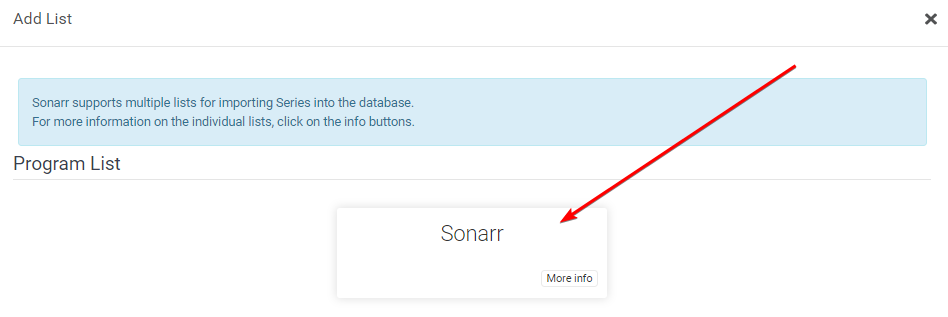 Add List
Sonarr supports multiple lists for importing Series into the database.
For more information on the individual lists, click on the info buttons.
Program List
Sonarr
More info